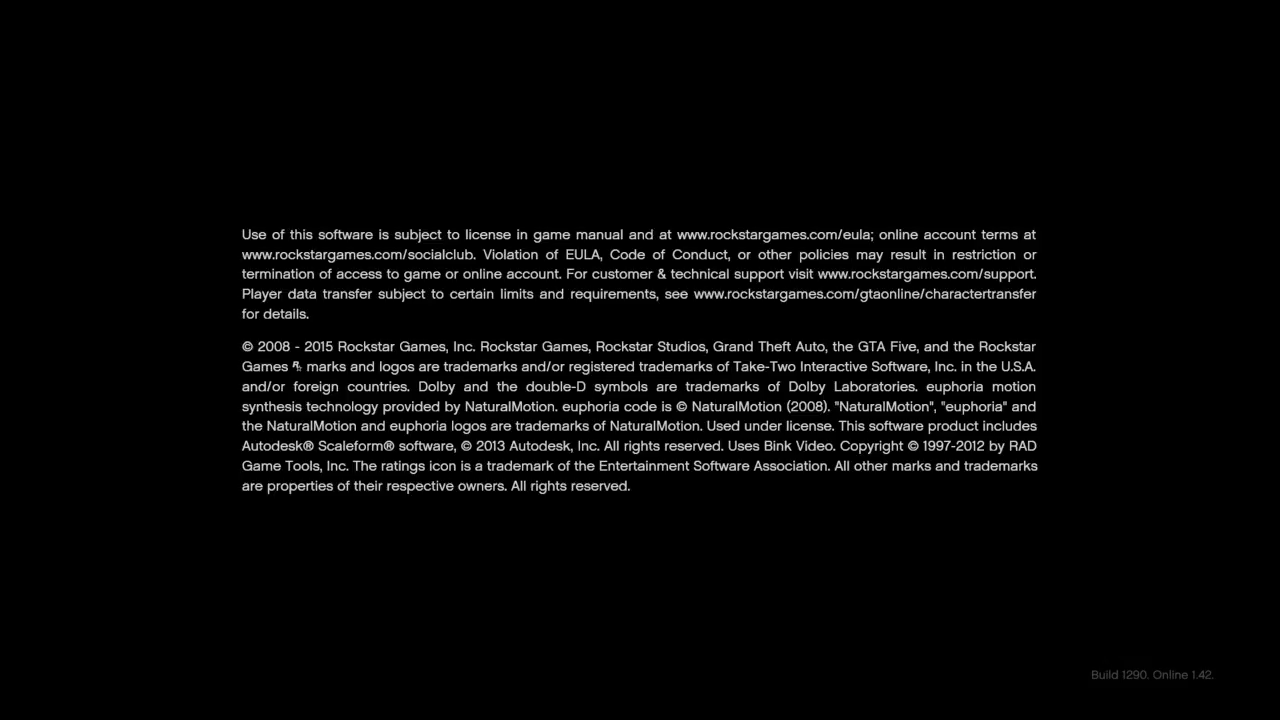 Use of this software is subject to license in game manual and at www.rockstargames.com/eula; online account terms at
www.rockstargames.com/socialclub. Violation of EULA, Code of Conduct, or other policies may result in restriction or
termination of access to game or online account. For customer & technical support visit www.rockstargames.com/support.
Player data transfer subject to certain limits and requirements, see www.rockstargames.com/gtaonline/charactertransfer
for details.
© 2008 - 2015 Rockstar Games, Inc. Rockstar Games, Rockstar Studios, Grand Theft Auto, the GTA Five, and the Rockstar
Games R* marks and logos are trademarks and/or registered trademarks of Take-Two Interactive Software, Inc. in the U.S.A.
and/or foreign countries. Dolby and the double-D symbols are trademarks of Dolby Laboratories. euphoria motion
synthesis technology provided by NaturalMotion. euphoria code is © NaturalMotion (2008). "NaturalMotion", "euphoria" and
the NaturalMotion and euphoria logos are trademarks of NaturalMotion. Used under license. This software product includes
Autodesk® Scaleform® software, © 2013 Autodesk, Inc. All rights reserved. Uses Bink Video. Copyright © 1997-2012 by RAD
Game Tools, Inc. The ratings icon is a trademark of the Entertainment Software Association. All other marks and trademarks
are properties of their respective owners. All rights reserved.
Build 1290. Online 1.42.